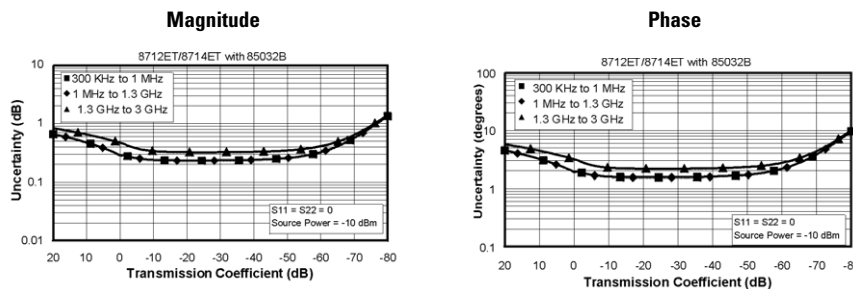 Magnitude
8712ET/8714ET with 85032B
Uncertainty (dB)
10
1
0.1
0.01
300 KHz to 1 MHz
1 MHz to 1.3 GHz
1.3 GHz to 3 GHz
S11 = S22 = 0
Source Power = -10 dBm
20 10 0 -10 -20 -30 -40 -50 -60 -70 -80
Transmission Coefficient (dB)
Phase
8712ET/8714ET with 85032B
Uncertainty (degrees)
100
10
1
0.1
300 KHz to 1 MHz
1 MHz to 1.3 GHz
1.3 GHz to 3 GHz
S11 = S22 = 0
Source Power = -10 dBm
20 10 0 -10 -20 -30 -40 -50 -60 -70 -8
Transmission Coefficient (dB)